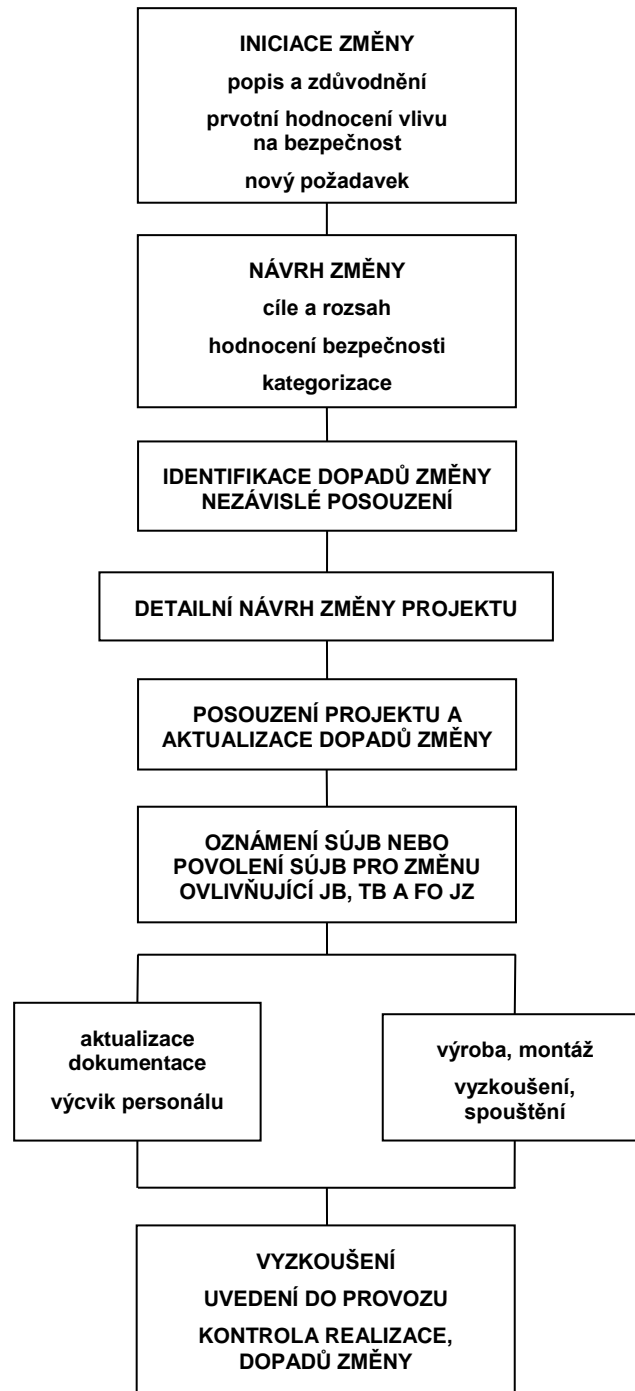 INICIACE ZMĚNY
popis a zdůvodnění
prvotní hodnocení vlivu
na bezpečnost
nový požadavek
NÁVRH ZMĚNY
cíle a rozsah
hodnocení bezpečnosti
kategorizace
IDENTIFIKACE DOPADŮ ZMĚNY
NEZÁVISLÉ POSOUZENÍ
DETAILNÍ NÁVRH ZMĚNY PROJEKTU
POSOUZENÍ PROJEKTU A
AKTUALIZACE DOPADŮ ZMĚNY
OZNÁMENÍ SÚJB NEBO
POVOLENÍ SÚJB PRO ZMĚNU
OVLIVŇUJÍCÍ JB, TB A FO JZ
aktualizace
dokumentace
výcvik personálu
výroba, montáž
vyzkoušení,
spouštění
VYZKOUŠENÍ
UVEDENÍ DO PROVOZU
KONTROLA REALIZACE,
DOPADŮ ZMĚNY